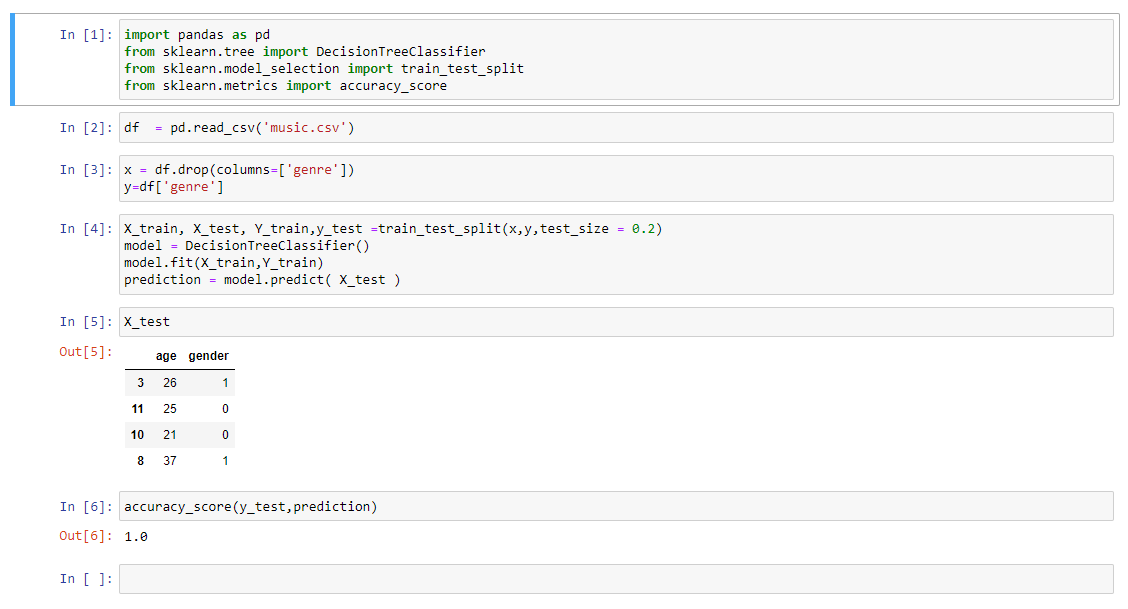 In [1]: import pandas as pd
from sklearn.tree import DecisionTreeClassifier
from sklearn.model_selection import train_test_split
from sklearn.metrics import accuracy_score
In [2]: df  = pd.read_csv('music.csv')
In [3]: x = df.drop(columns=['genre'])
y=df['genre']
In [4]: X_train, X_test, Y_train,y_test =train_test_split(x,y,test_size = 0.2)
model = DecisionTreeClassifier()
model.fit(X_train,Y_train)
prediction = model.predict( X_test )
In [5]: X_test
Out[5]:
age gender
3 26 1
11 25 0
10 21 0
8 37 1
In [6]: accuracy_score(y_test,prediction)
Out[6]: 1.0
In [ ]: